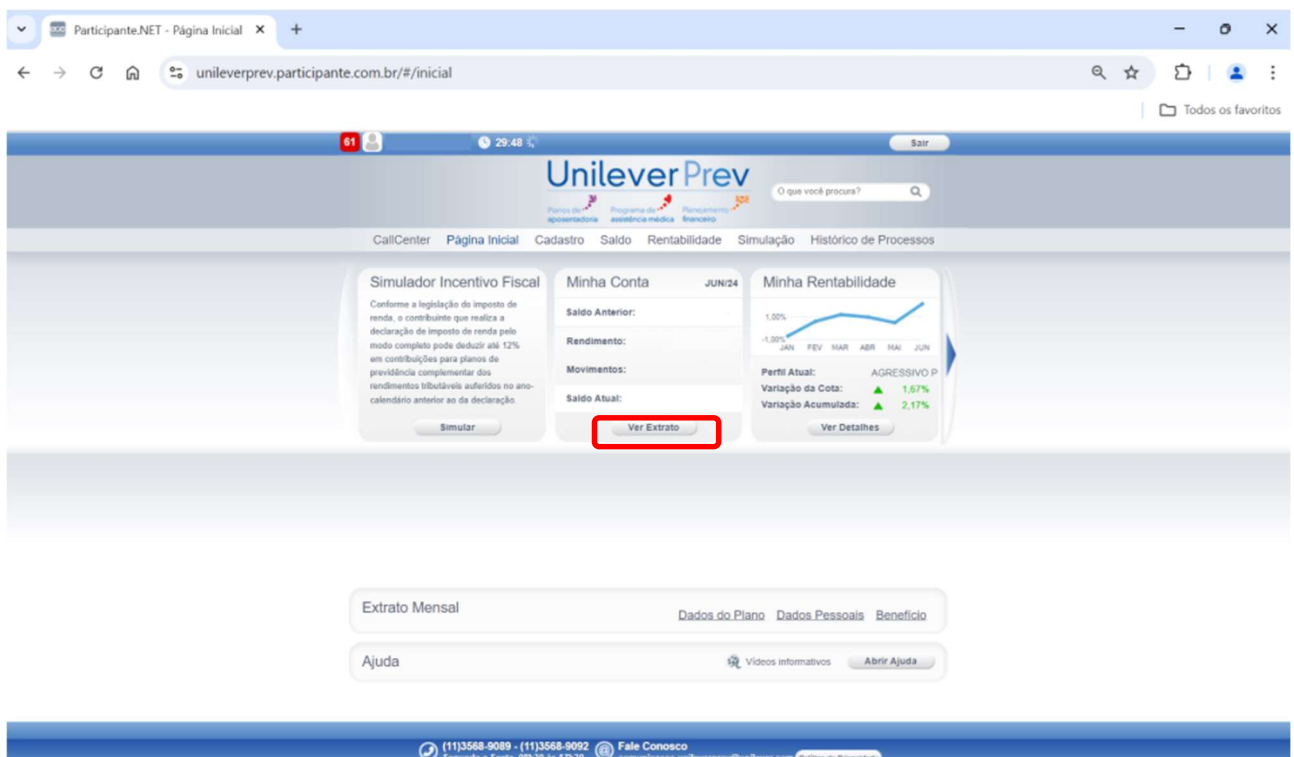 Participante.NET - Página Inicial
unileverprev.participante.com.br/#/inicial
Todos os favoritos
61
29:48
Sair
UnileverPrev
Planos de aposentadoria
Programa de assistência médica
Planejamento financeiro
O que você procura?
CallCenter Página Inicial Cadastro Saldo Rentabilidade Simulação Histórico de Processos
Simulador Incentivo Fiscal
Conforme a legislação do imposto de
renda, o contribuinte que realiza a
declaração de imposto de renda pelo
modo completo pode deduzir até 12%
em contribuições para planos de
previdência complementar dos
rendimentos tributáveis auferidos no ano-
calendário anterior ao da declaração.
Simular
Minha Conta JUN/24
Saldo Anterior:
Rendimento:
Movimentos:
Saldo Atual:
Ver Extrato
Minha Rentabilidade
1,00%
-1,00%
JAN FEV MAR ABR MAI JUN
Perfil Atual: AGRESSIVO P
Variação da Cota: 1,67%
Variação Acumulada: 2,17%
Ver Detalhes
Extrato Mensal
Dados do Plano Dados Pessoais Benefício
Ajuda
Vídeos informativos Abrir Ajuda
(11)3568-9089 - (11)3568-9092
Fale Conosco